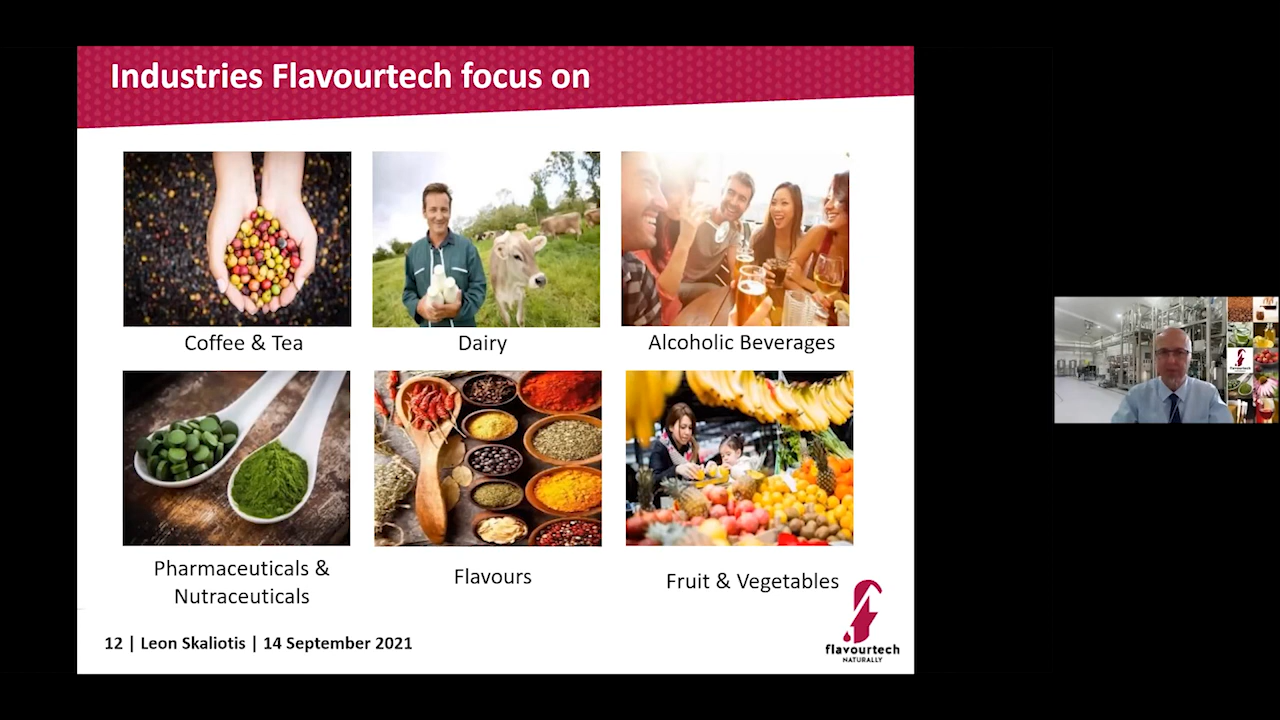 Industries Flavourtech focus on
Coffee & Tea
Dairy
Alcoholic Beverages
Pharmaceuticals &
Nutraceuticals
Flavours
Fruit & Vegetables
12 | Leon Skaliotis | 14 September 2021
flavourtech
NATURALLY
flavourtech